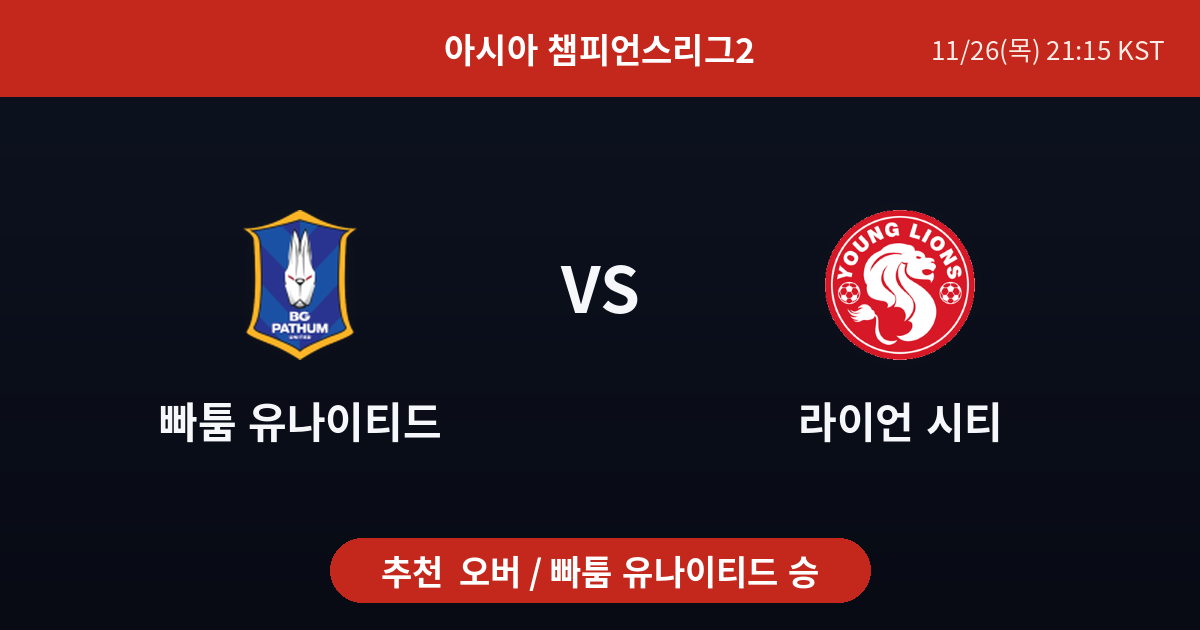 아시아 챔피언스리그2
11/26(목) 21:15 KST
BG
PATHUM
UNITED
VS
YOUNG LIONS
빠툼 유나이티드
라이언 시티
추천 오버 / 빠툼 유나이티드 승